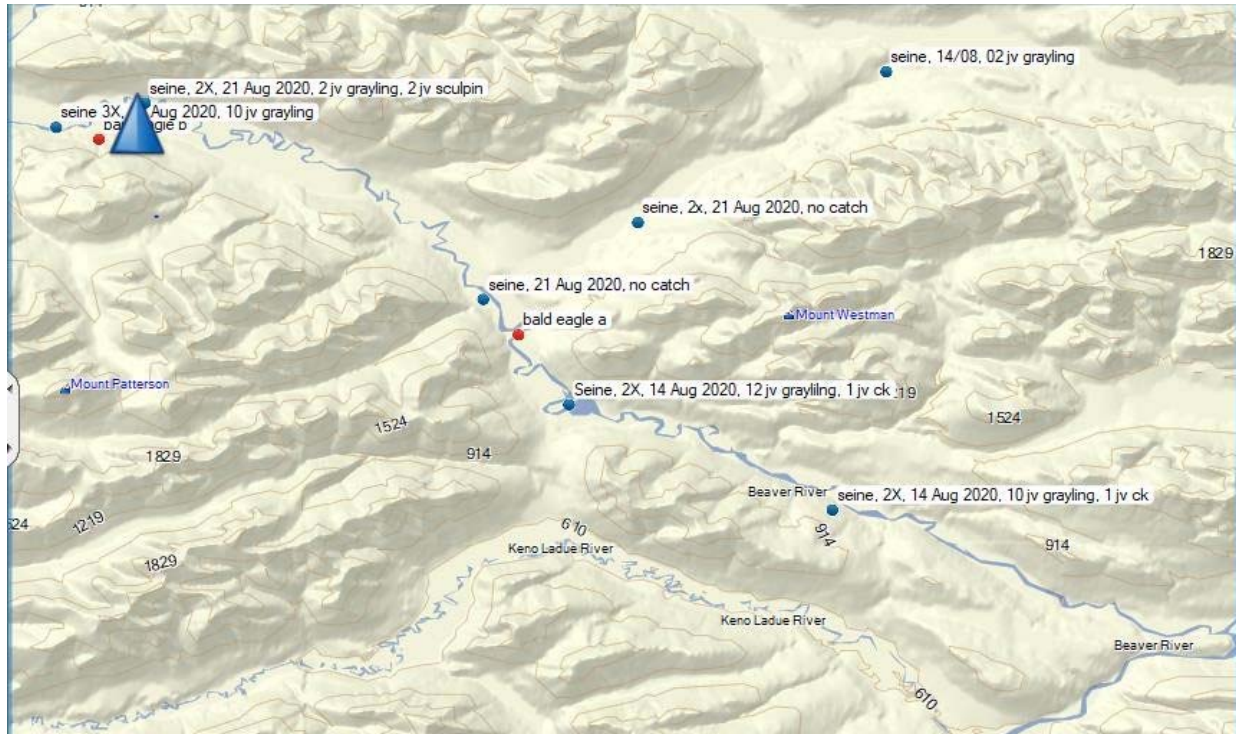 seine, 14/08, 02 jv grayling
seine, 2X, 21 Aug 2020, 2 jv grayling, 2 jv sculpin
seine 3X, Aug 2020, 10 jv grayling
bald eagle b
seine, 2x, 21 Aug 2020, no catch
1829
seine, 21 Aug 2020, no catch
bald eagle a
Mount Westman
Mount Patterson
Seine, 2X, 14 Aug 2020, 12 jv graylilng, 1 jv ck
19
1524
1524
914
1829
Beaver River
seine, 2X, 14 Aug 2020, 10 jv grayling, 1 jv ck
524
1219
610
914
914
Keno Ladue River
1829
Keno Ladue River
Beaver River
610